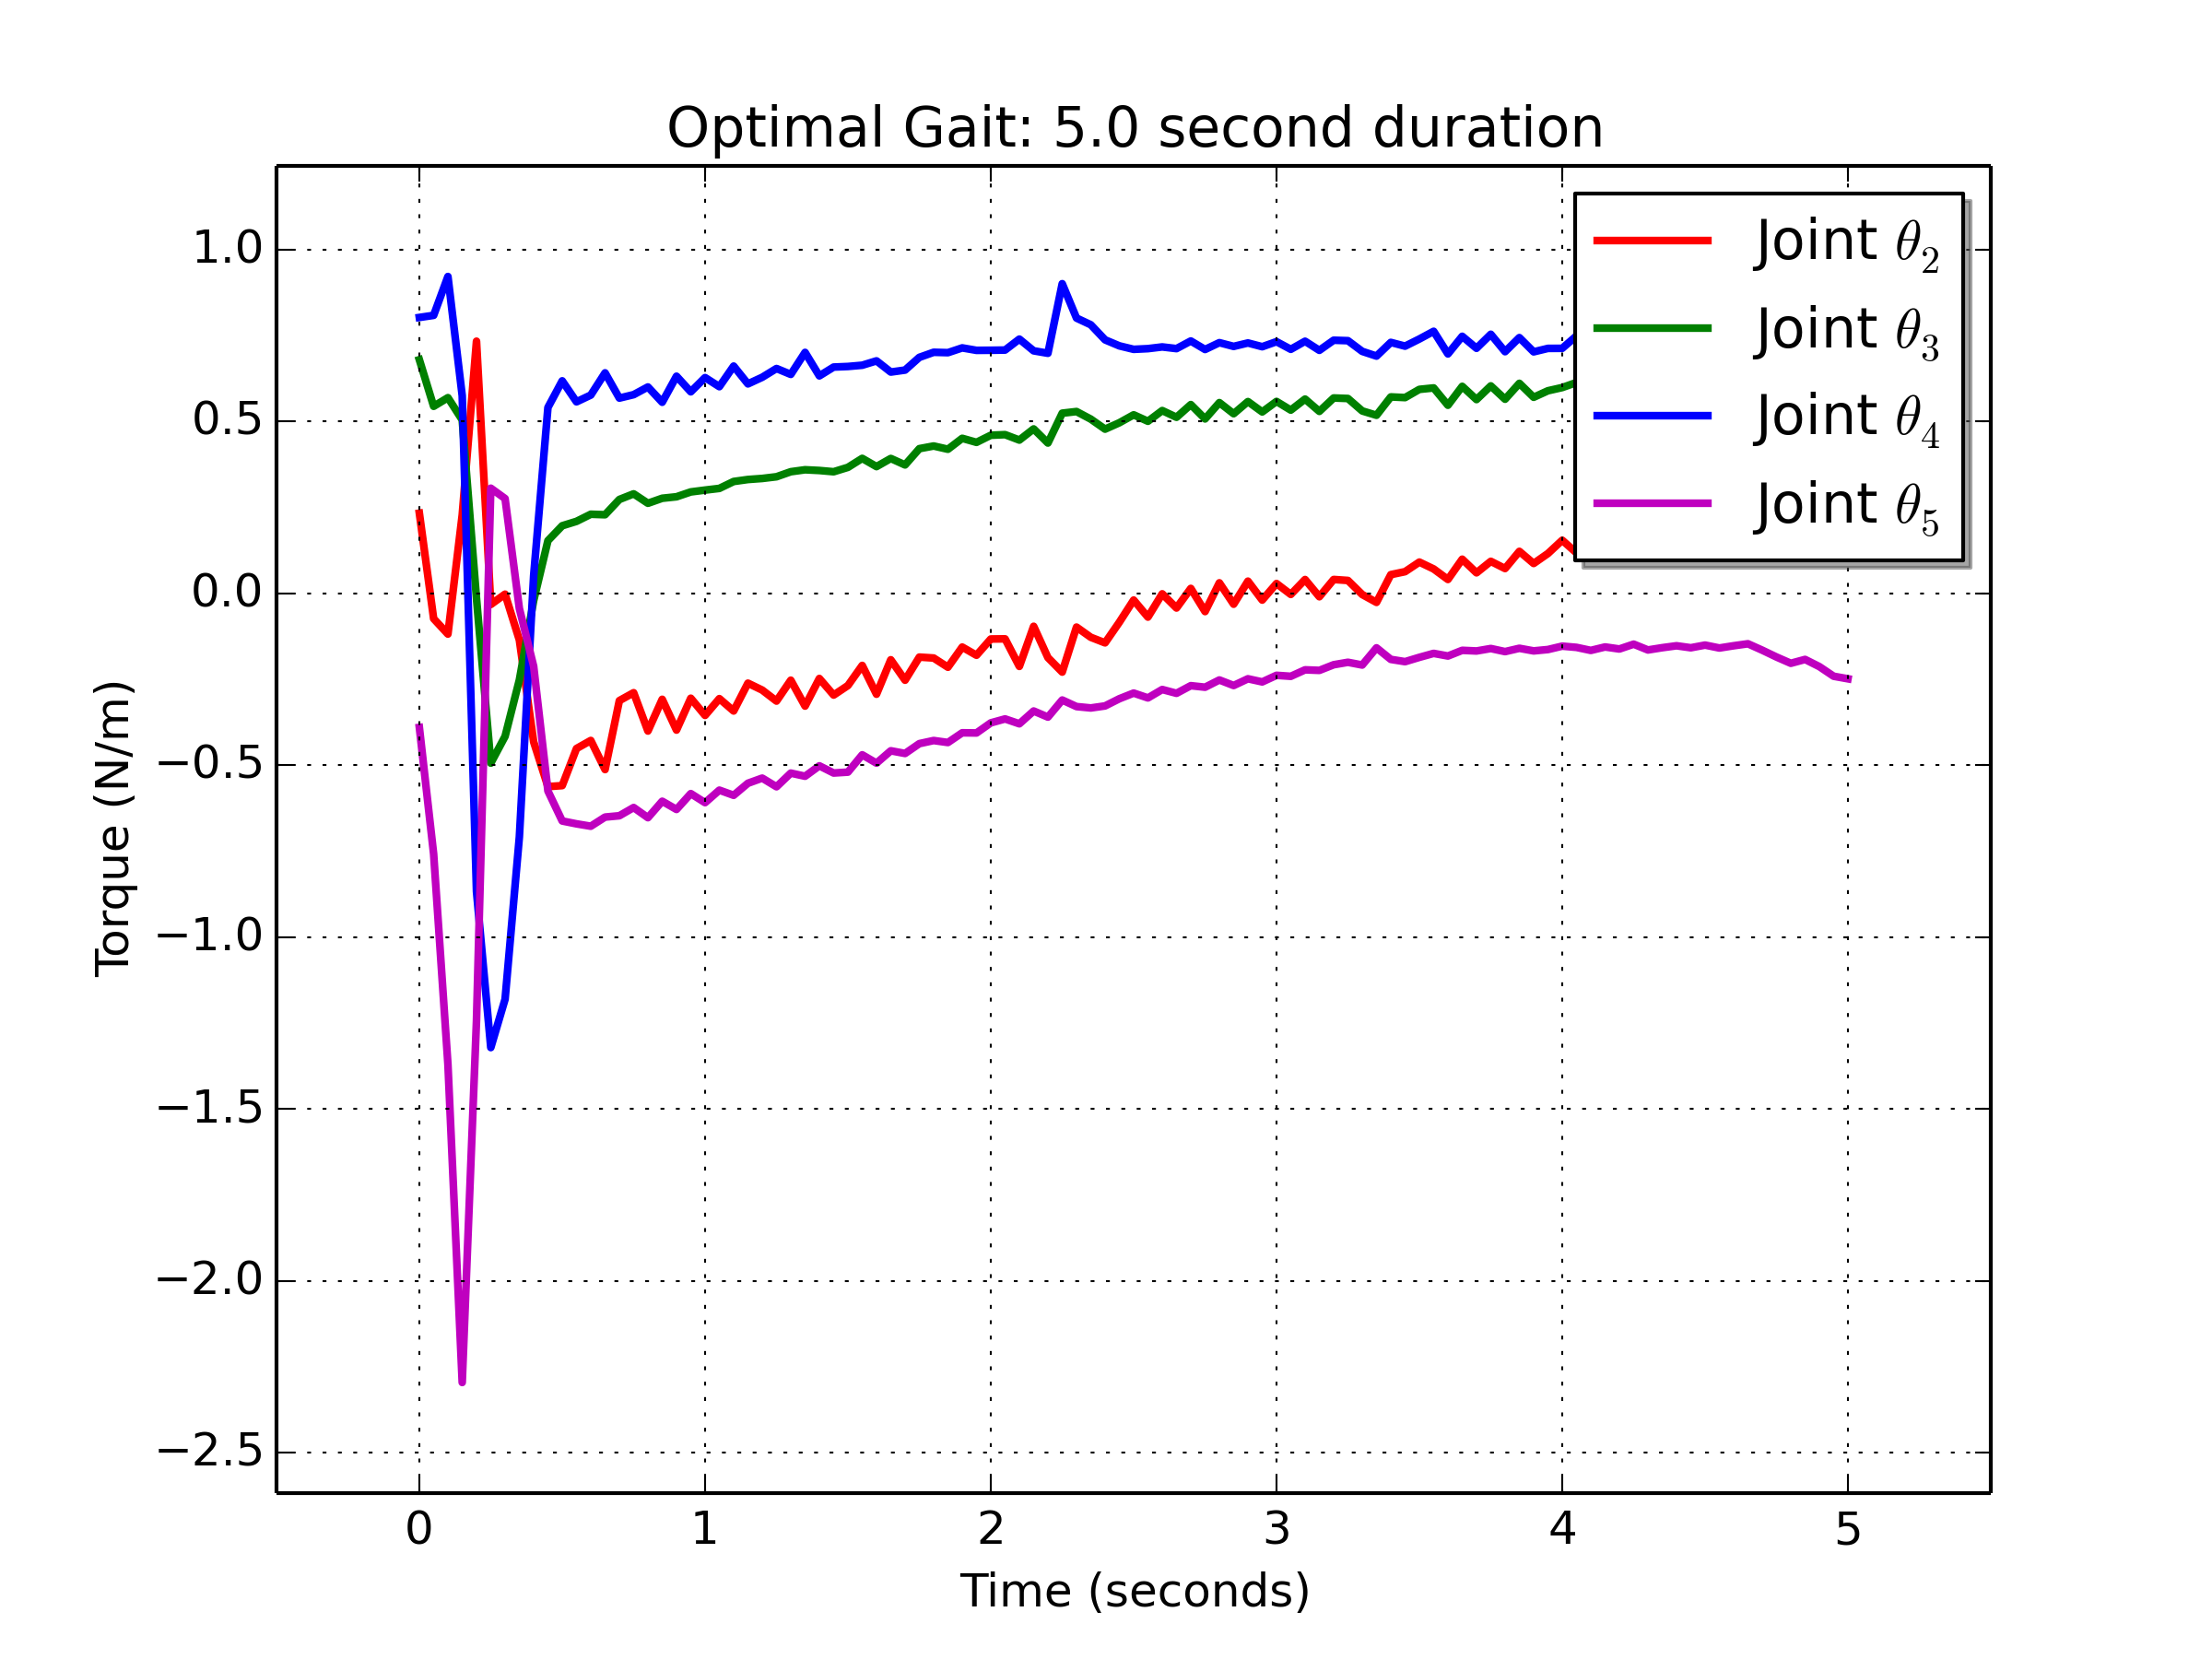 Optimal Gait: 5.0 second duration
Joint θ₂
Joint θ₃
Joint θ₄
Joint θ₅
1.0
0.5
0.0
−0.5
−1.0
−1.5
−2.0
−2.5
Torque (N/m)
0 1 2 3 4 5
Time (seconds)